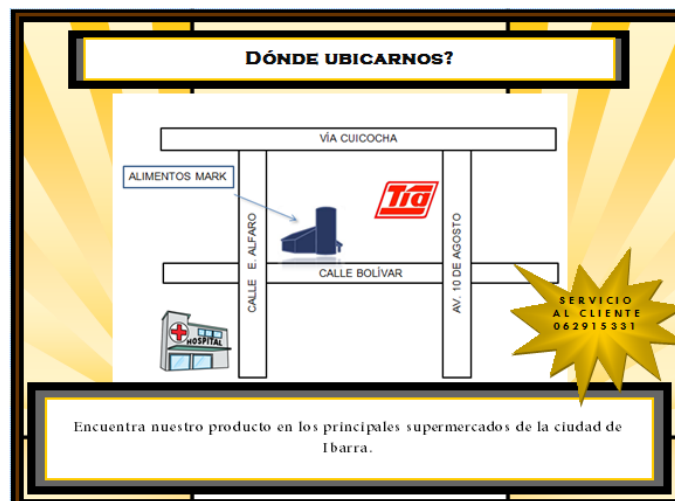 DÓNDE UBICARNOS?
VÍA CUICOCHA
ALIMENTOS MARK
Tía
CALLE E. ALFARO
AV. 10 DE AGOSTO
CALLE BOLÍVAR
HOSPITAL
SERVICIO
AL CLIENTE
062915331
Encuentra nuestro producto en los principales supermercados de la ciudad de
Ibarra.